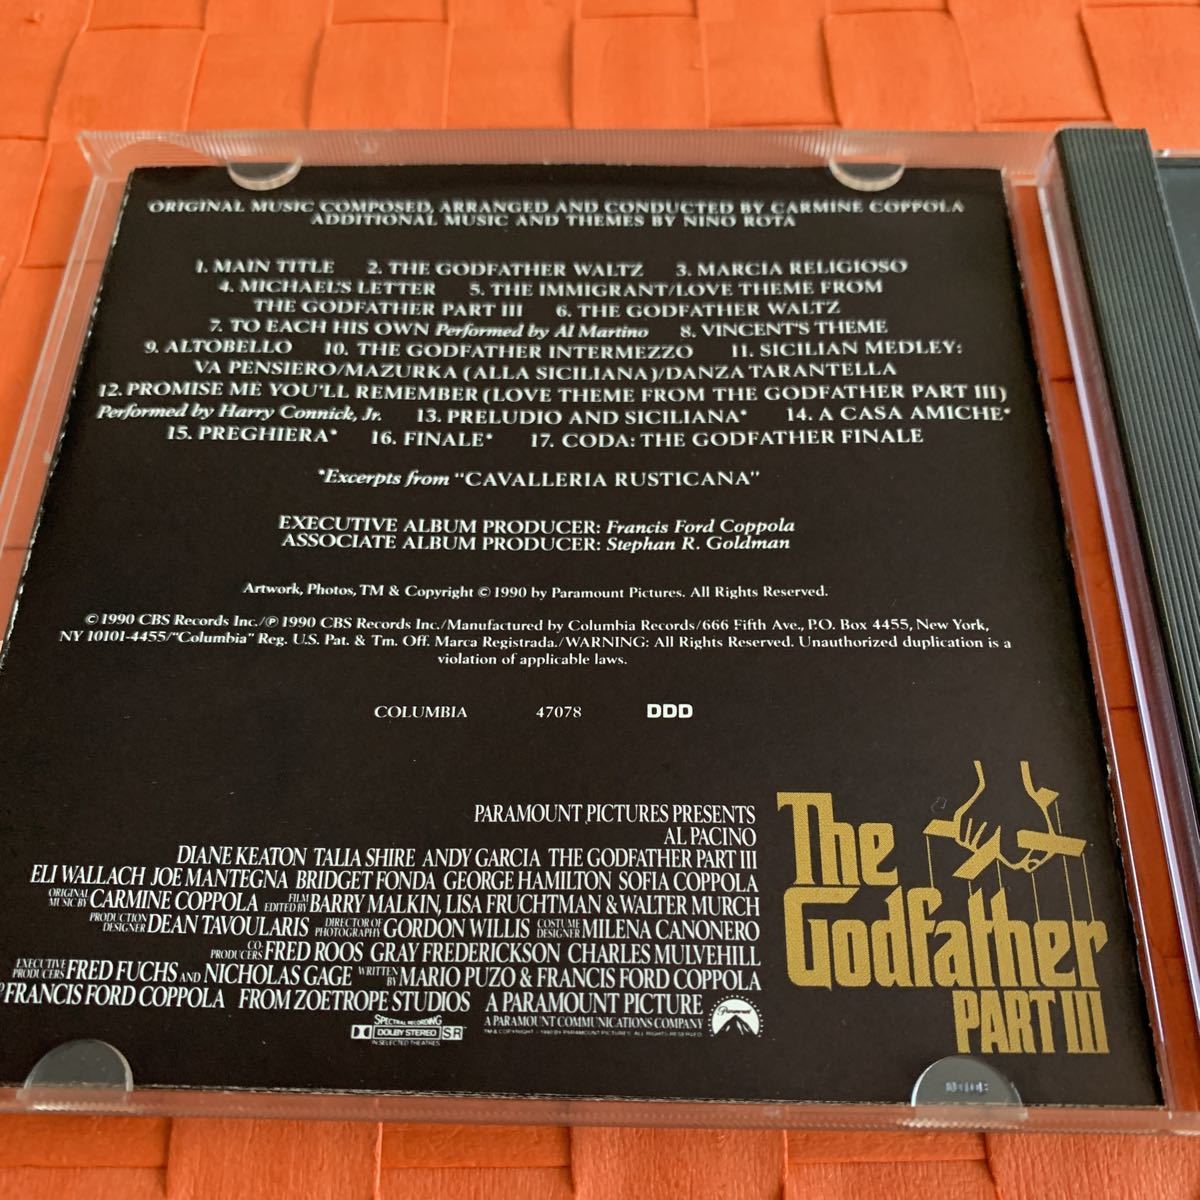 ORIGINAL MUSIC COMPOSED, ARRANGED AND CONDUCTED BY CARMINE COPPOLA
ADDITIONAL MUSIC AND THEMES BY NINO ROTA
1. MAIN TITLE 2. THE GODFATHER WALTZ 3. MARCIA RELIGIOSO
4. MICHAEL'S LETTER 5. THE IMMIGRANT/LOVE THEME FROM
THE GODFATHER PART III 6. THE GODFATHER WALTZ
7. TO EACH HIS OWN Performed by Al Martino 8. VINCENT'S THEME
9. ALTOBELLO 10. THE GODFATHER INTERMEZZO 11. SICILIAN MEDLEY:
VA PENSIERO/MAZURKA (ALLA SICILIANA)/DANZA TARANTELLA
12. PROMISE ME YOU'LL REMEMBER (LOVE THEME FROM THE GODFATHER PART III)
Performed by Harry Connick, Jr. 13. PRELUDIO AND SICILIANA* 14. A CASA AMICHE*
15. PREGHIERA* 16. FINALE* 17. CODA: THE GODFATHER FINALE
*Excerpts from "CAVALLERIA RUSTICANA"
EXECUTIVE ALBUM PRODUCER: Francis Ford Coppola
ASSOCIATE ALBUM PRODUCER: Stephan R. Goldman
Artwork, Photos, TM & Copyright © 1990 by Paramount Pictures. All Rights Reserved.
© 1990 CBS Records Inc./℗ 1990 CBS Records Inc./Manufactured by Columbia Records/666 Fifth Ave., P.O. Box 4455, New York,
NY 10101-4455/"Columbia" Reg. U.S. Pat. & Tm. Off. Marca Registrada./WARNING: All Rights Reserved. Unauthorized duplication is a
violation of applicable laws.
COLUMBIA 47078 DDD
PARAMOUNT PICTURES PRESENTS
AL PACINO
DIANE KEATON TALIA SHIRE ANDY GARCIA THE GODFATHER PART III
ELI WALLACH JOE MANTEGNA BRIDGET FONDA GEORGE HAMILTON SOFIA COPPOLA
ORIGINAL MUSIC BY CARMINE COPPOLA FILM EDITED BY BARRY MALKIN, LISA FRUCHTMAN & WALTER MURCH
PRODUCTION DESIGNER DEAN TAVOULARIS DIRECTOR OF PHOTOGRAPHY GORDON WILLIS COSTUME DESIGNER MILENA CANONERO
CO-PRODUCERS FRED ROOS GRAY FREDERICKSON CHARLES MULVEHILL
EXECUTIVE PRODUCERS FRED FUCHS AND NICHOLAS GAGE WRITTEN BY MARIO PUZO & FRANCIS FORD COPPOLA
FRANCIS FORD COPPOLA FROM ZOETROPE STUDIOS A PARAMOUNT PICTURE
A PARAMOUNT COMMUNICATIONS COMPANY
SPECTRAL RECORDING
DOLBY STEREO SR
IN SELECTED THEATRES
Paramount
The
Godfather
PART III